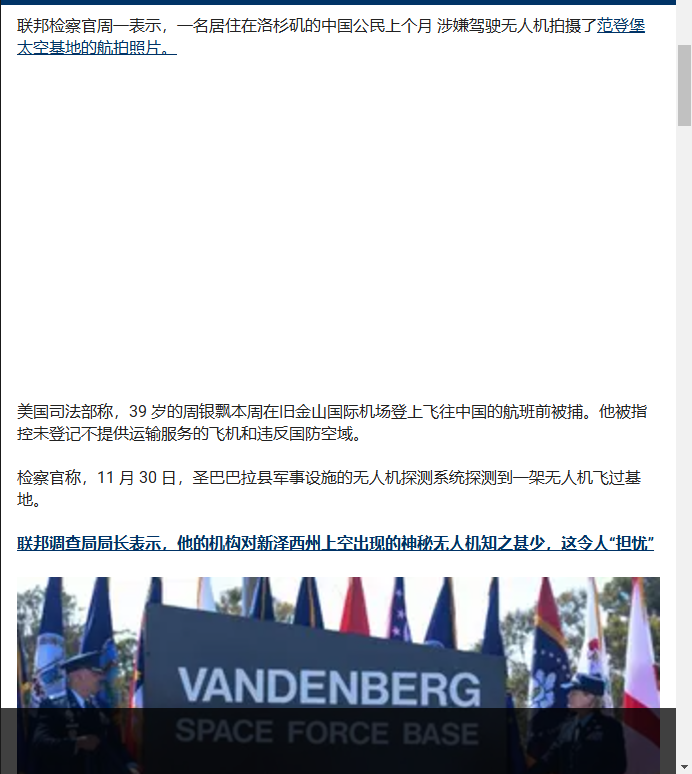 联邦检察官周一表示，一名居住在洛杉矶的中国公民上个月 涉嫌驾驶无人机拍摄了范登堡
太空基地的航拍照片。
美国司法部称，39 岁的周银飘本周在旧金山国际机场登上飞往中国的航班前被捕。他被指
控未登记不提供运输服务的飞机和违反国防空域。
检察官称，11 月 30 日，圣巴巴拉县军事设施的无人机探测系统探测到一架无人机飞过基
地。
联邦调查局局长表示，他的机构对新泽西州上空出现的神秘无人机知之甚少，这令人“担忧”
VANDENBERG
SPACE FORCE BASE